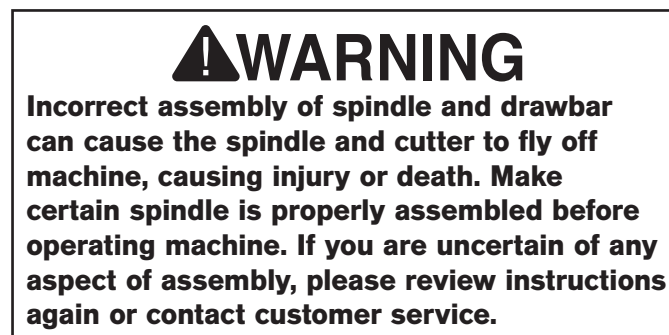 WARNING
Incorrect assembly of spindle and drawbar
can cause the spindle and cutter to fly off
machine, causing injury or death. Make
certain spindle is properly assembled before
operating machine. If you are uncertain of any
aspect of assembly, please review instructions
again or contact customer service.